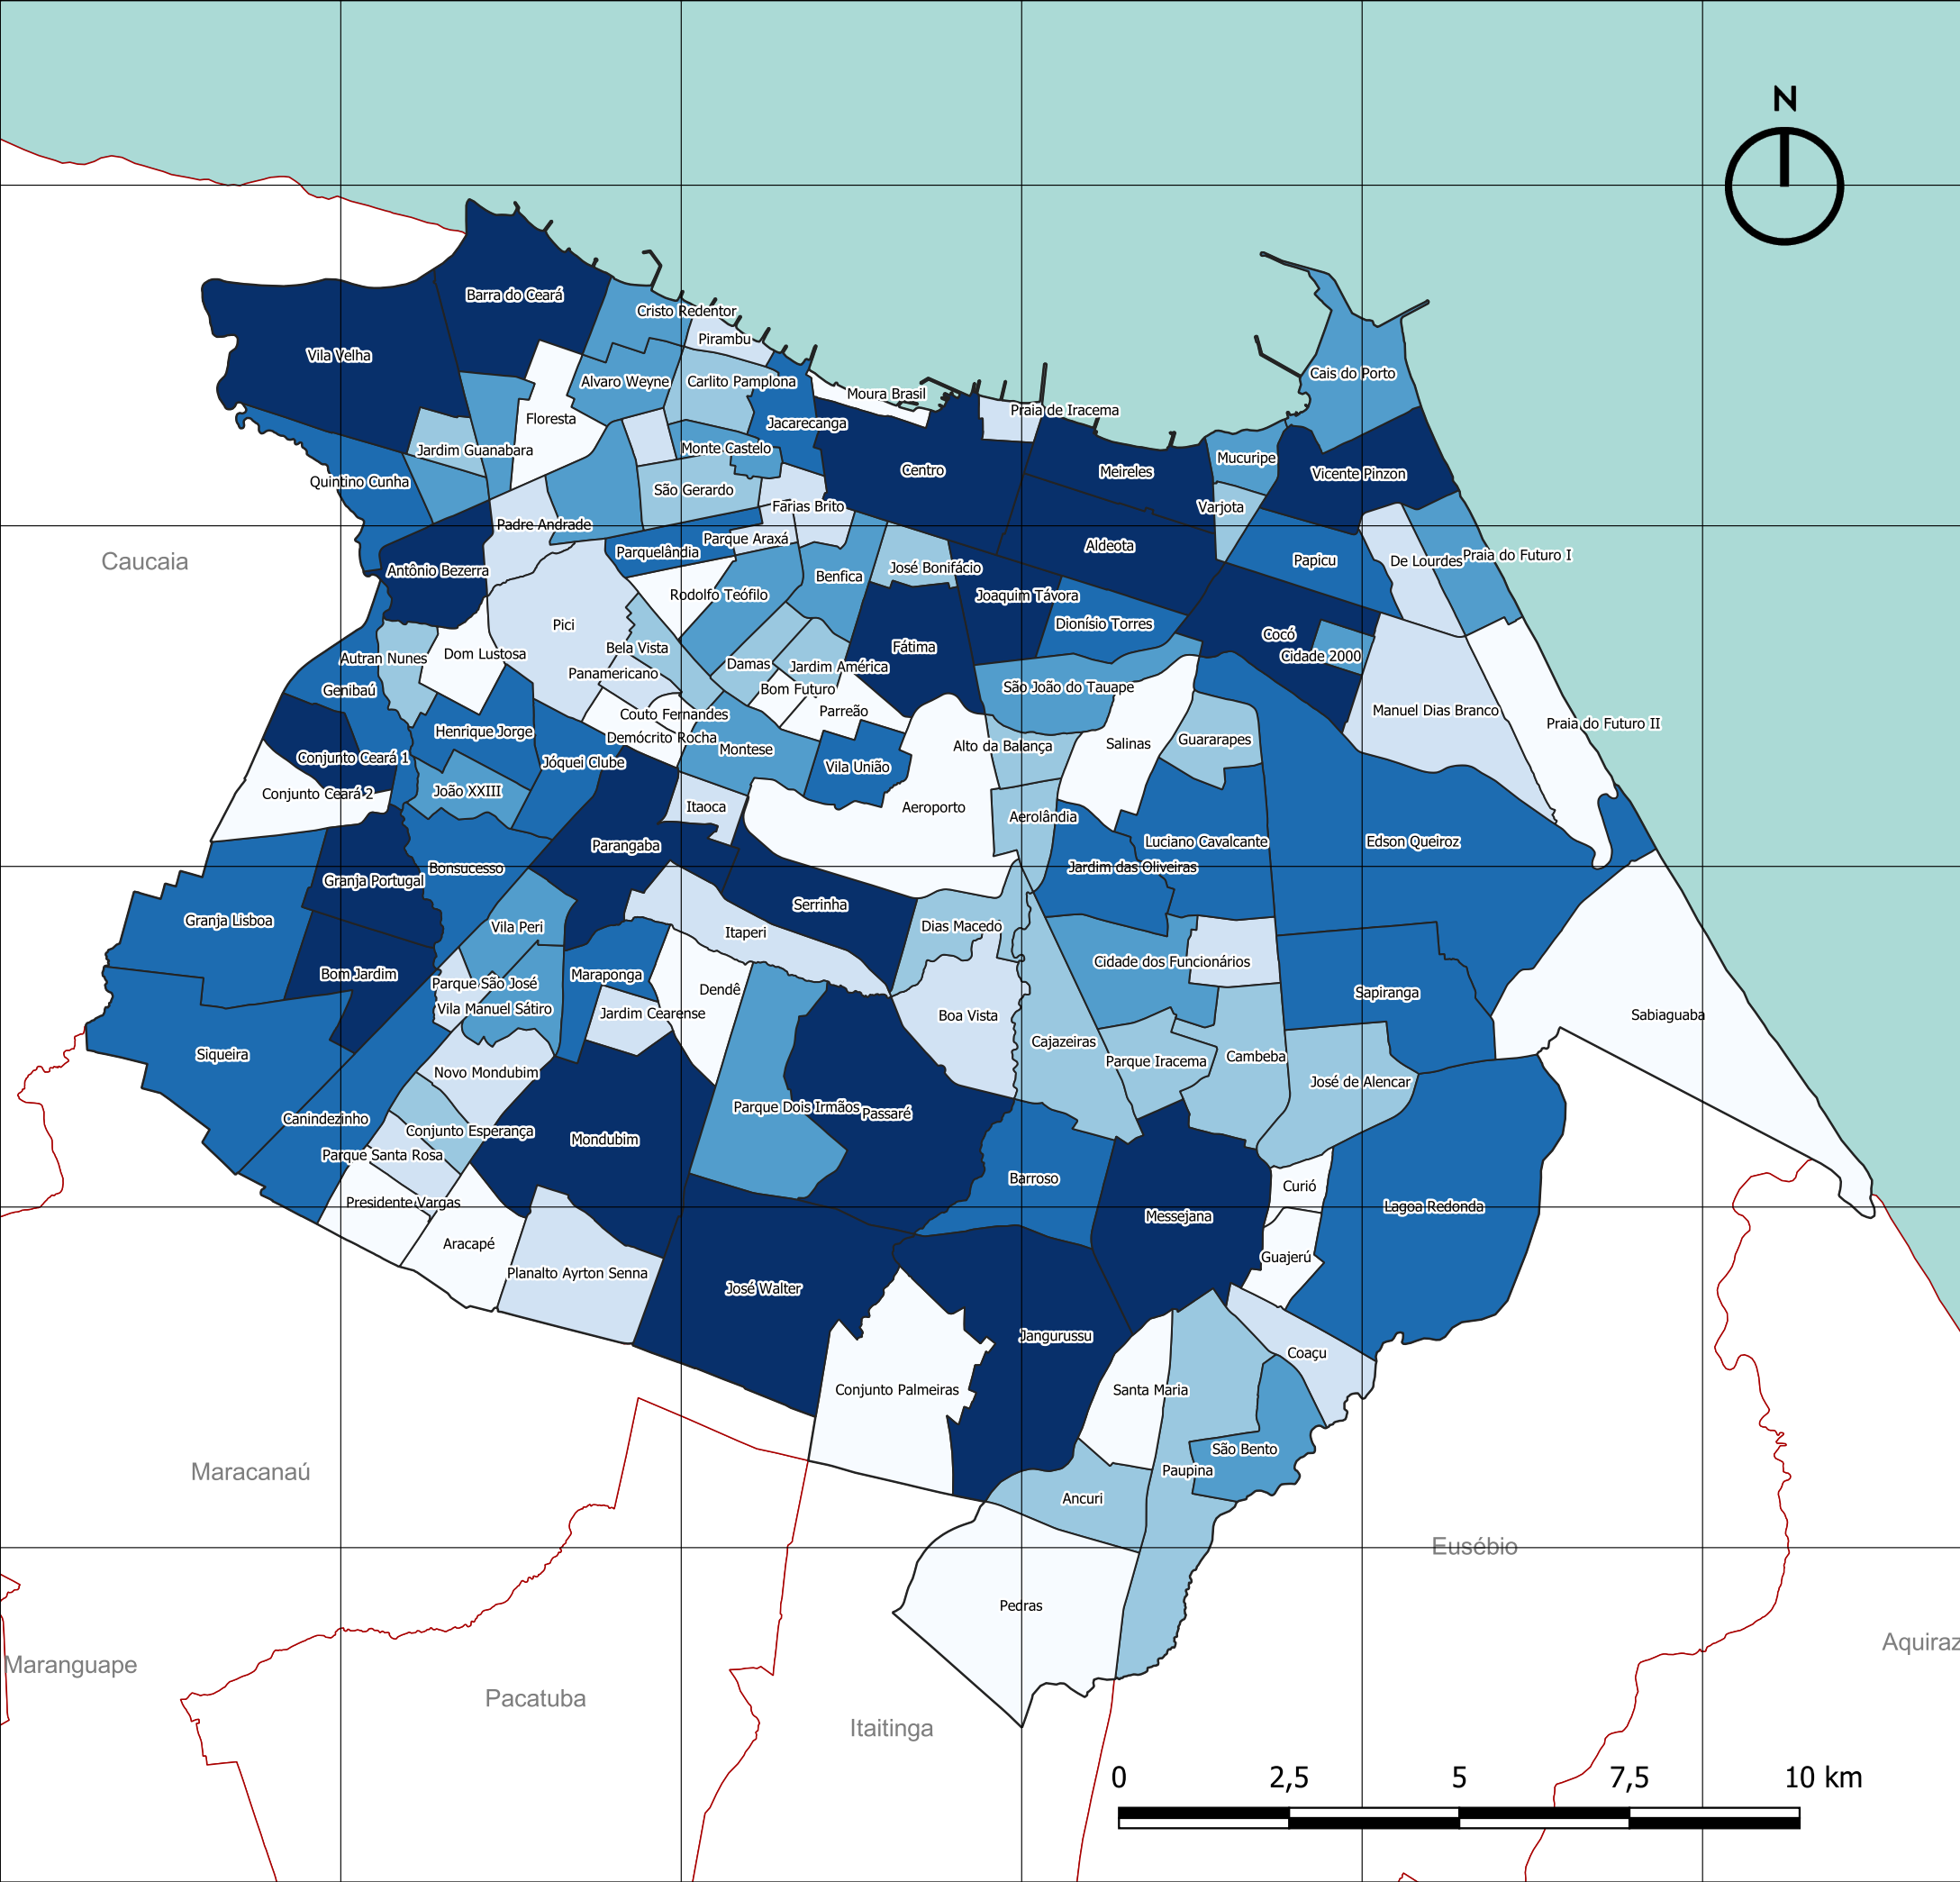 N
Barra do Ceará
Cristo Redentor
Pirambu
Vila Velha
Cais do Porto
Alvaro Weyne
Carlito Pamplona
Moura Brasil
Praia de Iracema
Floresta
Jacarecanga
Jardim Guanabara
Monte Castelo
Mucuripe
Centro
Meireles
Vicente Pinzon
Quintino Cunha
São Gerardo
Farias Brito
Varjota
Padre Andrade
Parque Araxá
Aldeota
Parquelândia
Praia do Futuro I
De Lourdes
Papicu
Caucaia
Antônio Bezerra
José Bonifácio
Benfica
Rodolfo Teófilo
Joaquim Távora
Pici
Dionísio Torres
Cocó
Bela Vista
Fátima
Dom Lustosa
Cidade 2000
Autran Nunes
Damas
Jardim América
Panamericano
Genibaú
Bom Futuro
São João do Tauape
Parreão
Manuel Dias Branco
Couto Fernandes
Praia do Futuro II
Henrique Jorge
Demócrito Rocha
Guararapes
Salinas
Alto da Balança
Montese
Conjunto Ceará 1
Jóquei Clube
Vila União
João XXIII
Conjunto Ceará 2
Itaoca
Aeroporto
Aerolândia
Luciano Cavalcante
Edson Queiroz
Parangaba
Bonsucesso
Jardim das Oliveiras
Granja Portugal
Serrinha
Granja Lisboa
Vila Peri
Dias Macedo
Itaperi
Cidade dos Funcionários
Bom Jardim
Maraponga
Parque São José
Dendê
Sapiranga
Vila Manuel Sátiro
Jardim Cearense
Boa Vista
Sabiaguaba
Cajazeiras
Siqueira
Cambeba
Parque Iracema
Novo Mondubim
José de Alencar
Parque Dois Irmãos
Passaré
Canindezinho
Conjunto Esperança
Mondubim
Parque Santa Rosa
Barroso
Curió
Presidente Vargas
Lagoa Redonda
Messejana
Aracapé
Guajerú
Planalto Ayrton Senna
José Walter
Jangurussu
Coaçu
Conjunto Palmeiras
Santa Maria
São Bento
Maracanaú
Paupina
Ancuri
Eusébio
Pedras
Aquiraz
Maranguape
Pacatuba
Itaitinga
0 2,5 5 7,5 10 km